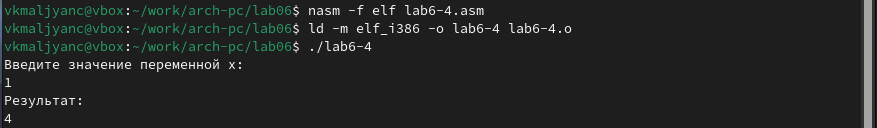 vkmaljyanc@vbox:~/work/arch-pc/lab06$ nasm -f elf lab6-4.asm
vkmaljyanc@vbox:~/work/arch-pc/lab06$ ld -m elf_i386 -o lab6-4 lab6-4.o
vkmaljyanc@vbox:~/work/arch-pc/lab06$ ./lab6-4
Введите значение переменной x:
1
Результат:
4